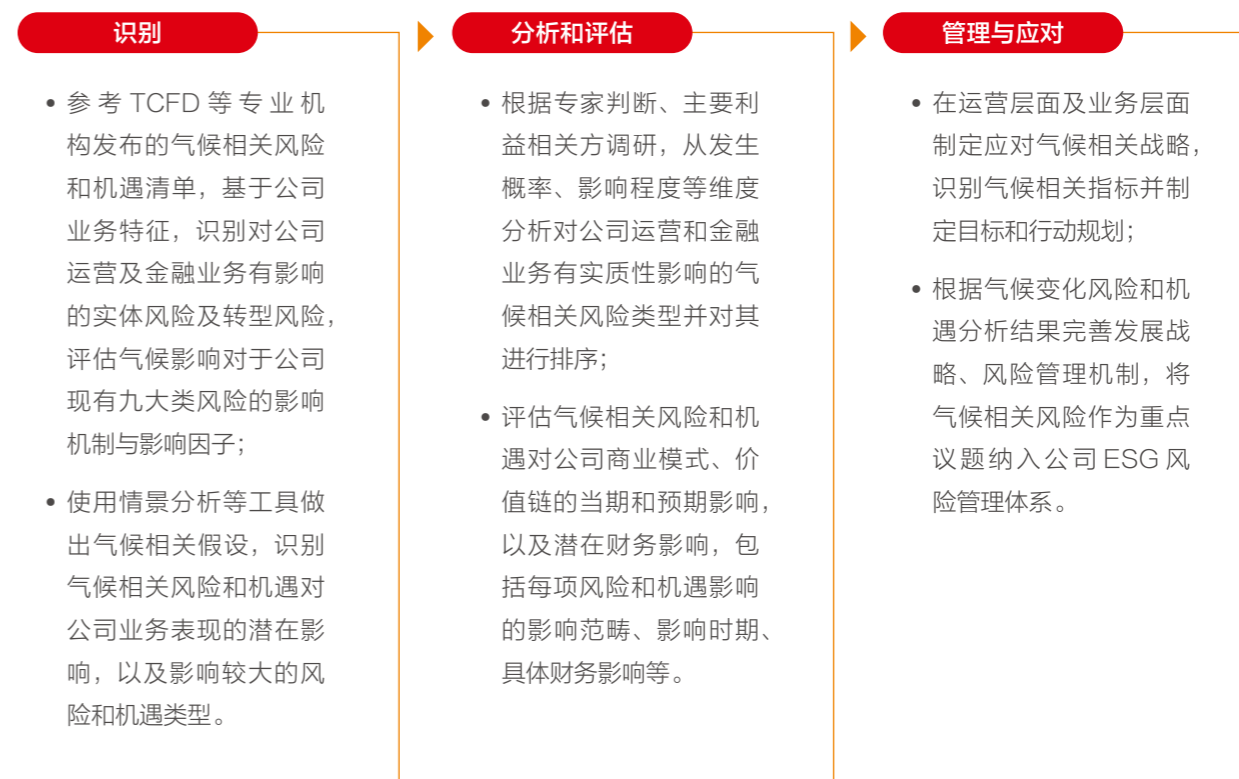 识别
• 参考 TCFD 等专业机
构发布的气候相关风险
和机遇清单，基于公司
业务特征，识别对公司
运营及金融业务有影响
的实体风险及转型风险，
评估气候影响对于公司
现有九大类风险的影响
机制与影响因子；
• 使用情景分析等工具做
出气候相关假设，识别
气候相关风险和机遇对
公司业务表现的潜在影
响，以及影响较大的风
险和机遇类型。
分析和评估
• 根据专家判断、主要利
益相关方调研，从发生
概率、影响程度等维度
分析对公司运营和金融
业务有实质性影响的气
候相关风险类型并对其
进行排序；
• 评估气候相关风险和机
遇对公司商业模式、价
值链的当期和预期影响，
以及潜在财务影响，包
括每项风险和机遇影响
的影响范畴、影响时期、
具体财务影响等。
管理与应对
• 在运营层面及业务层面
制定应对气候相关战略，
识别气候相关指标并制
定目标和行动规划；
• 根据气候变化风险和机
遇分析结果完善发展战
略、风险管理机制，将
气候相关风险作为重点
议题纳入公司 ESG 风
险管理体系。